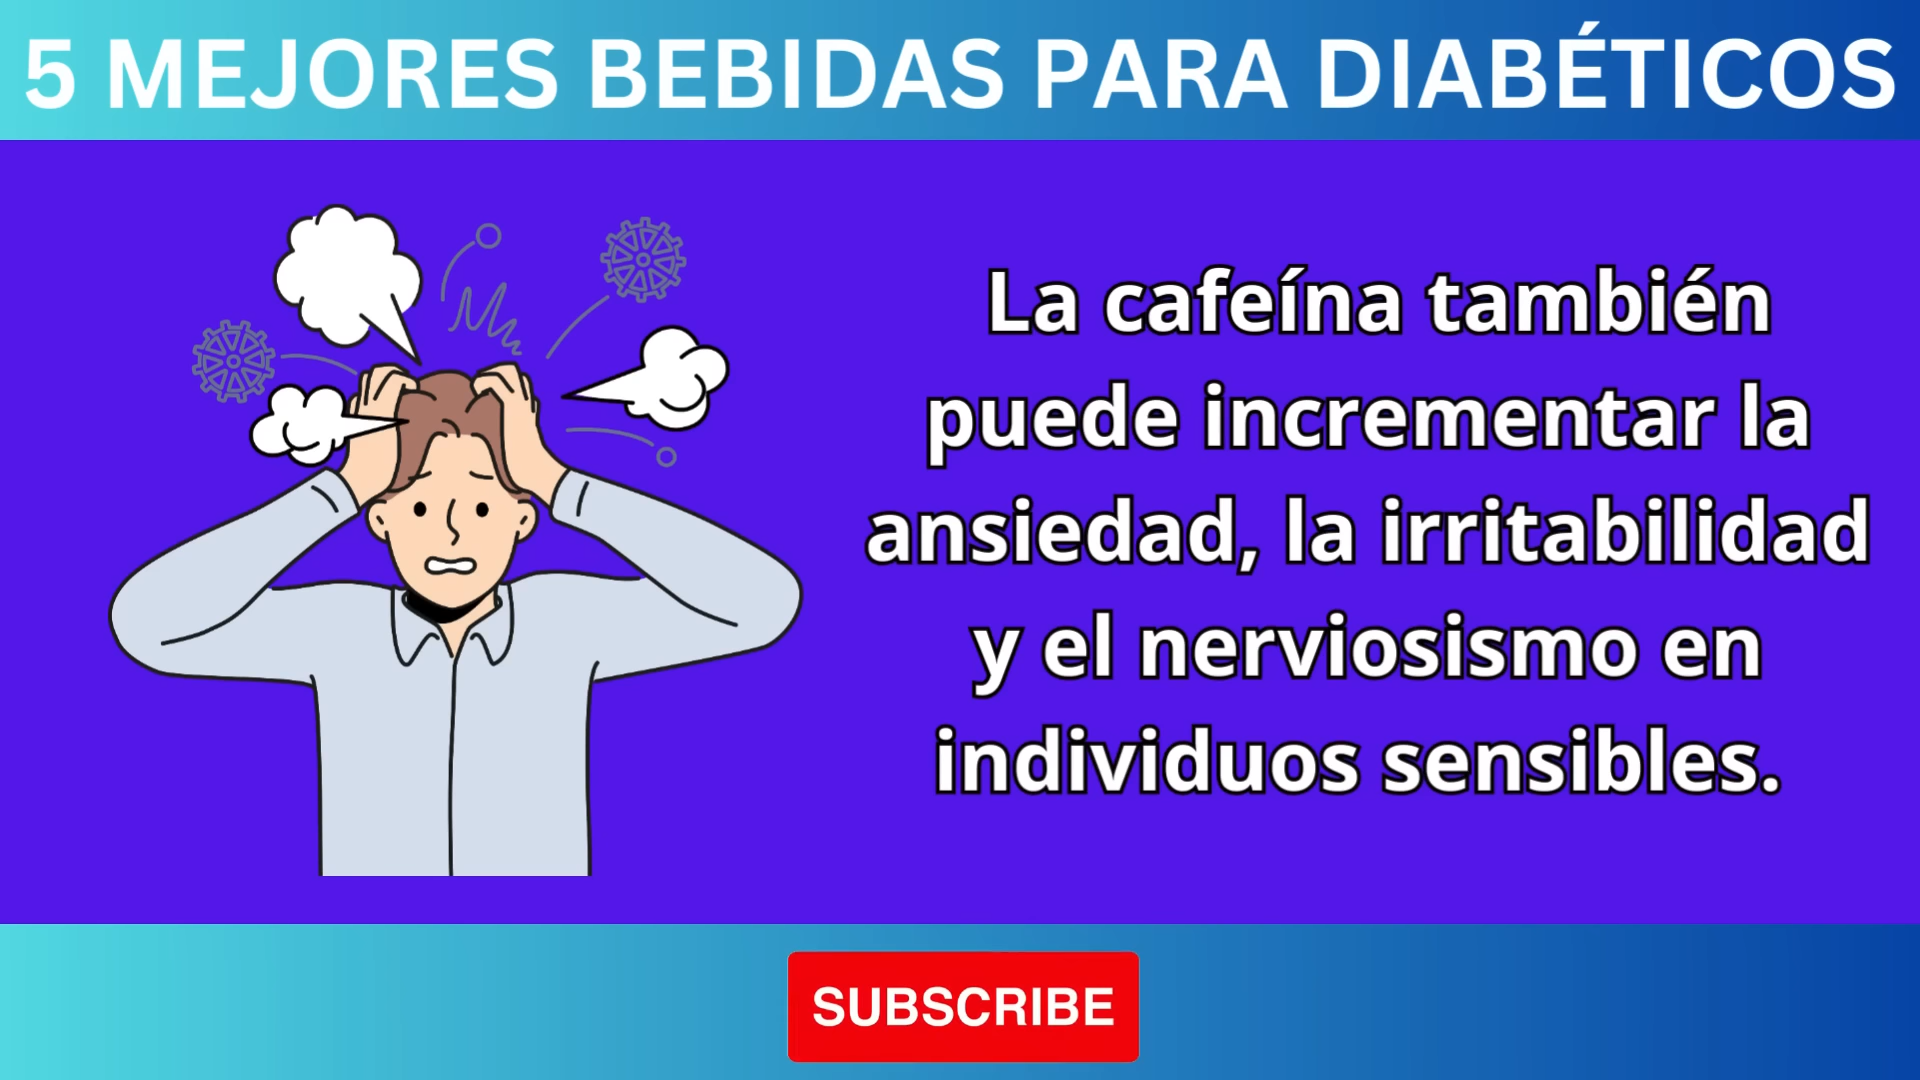 5 MEJORES BEBIDAS PARA DIABÉTICOS
La cafeína también
puede incrementar la
ansiedad, la irritabilidad
y el nerviosismo en
individuos sensibles.
SUBSCRIBE